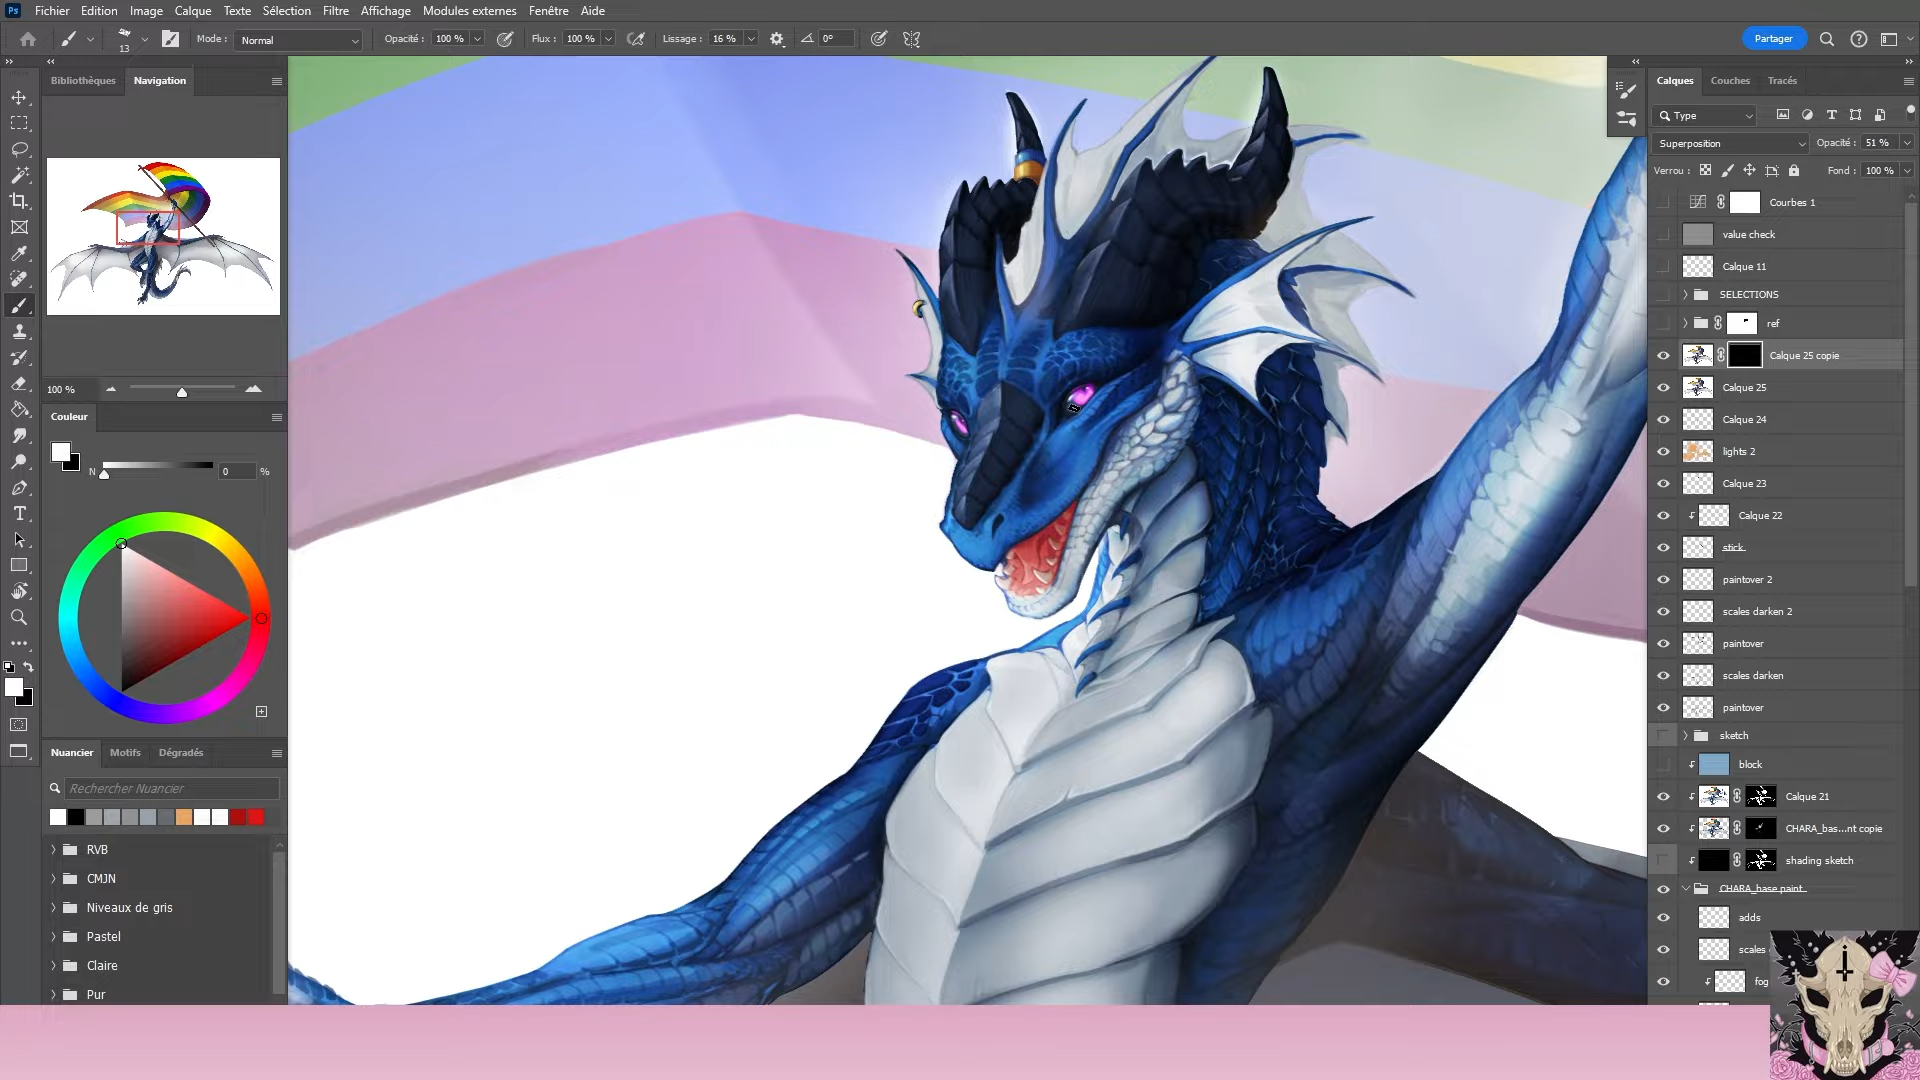 Ps Fichier Edition Image Calque Texte Sélection Filtre Affichage Modules externes Fenêtre Aide
13 Mode : Normal Opacité : 100 % Flux : 100 % Lissage : 16 % 0° Partager
Bibliothèques Navigation
100 %
Couleur
N 0 %
Nuancier Motifs Dégradés
Rechercher Nuancier
RVB
CMJN
Niveaux de gris
Pastel
Claire
Pur
Calques Couches Tracés
Type
Superposition Opacité : 51 %
Verrou : Fond : 100 %
Courbes 1
value check
Calque 11
SELECTIONS
ref
Calque 25 copie
Calque 25
Calque 24
lights 2
Calque 23
Calque 22
stick
paintover 2
scales darken 2
paintover
scales darken
paintover
sketch
block
Calque 21
CHARA_bas...nt copie
shading sketch
CHARA_base paint
adds
scales
fog